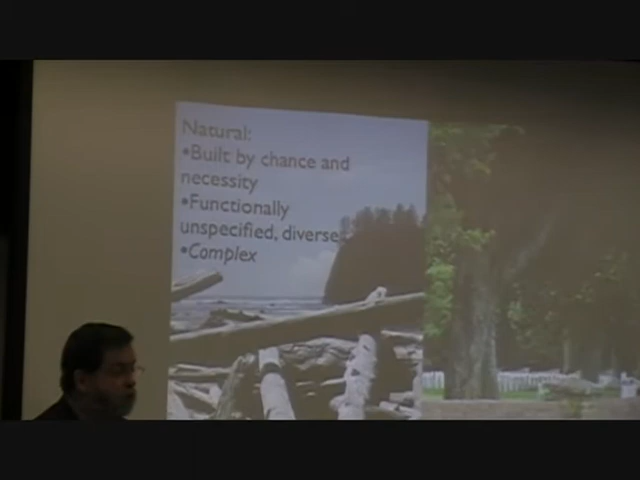 Natural:
•Built by chance and
necessity
•Functionally
unspecified, diverse
•Complex